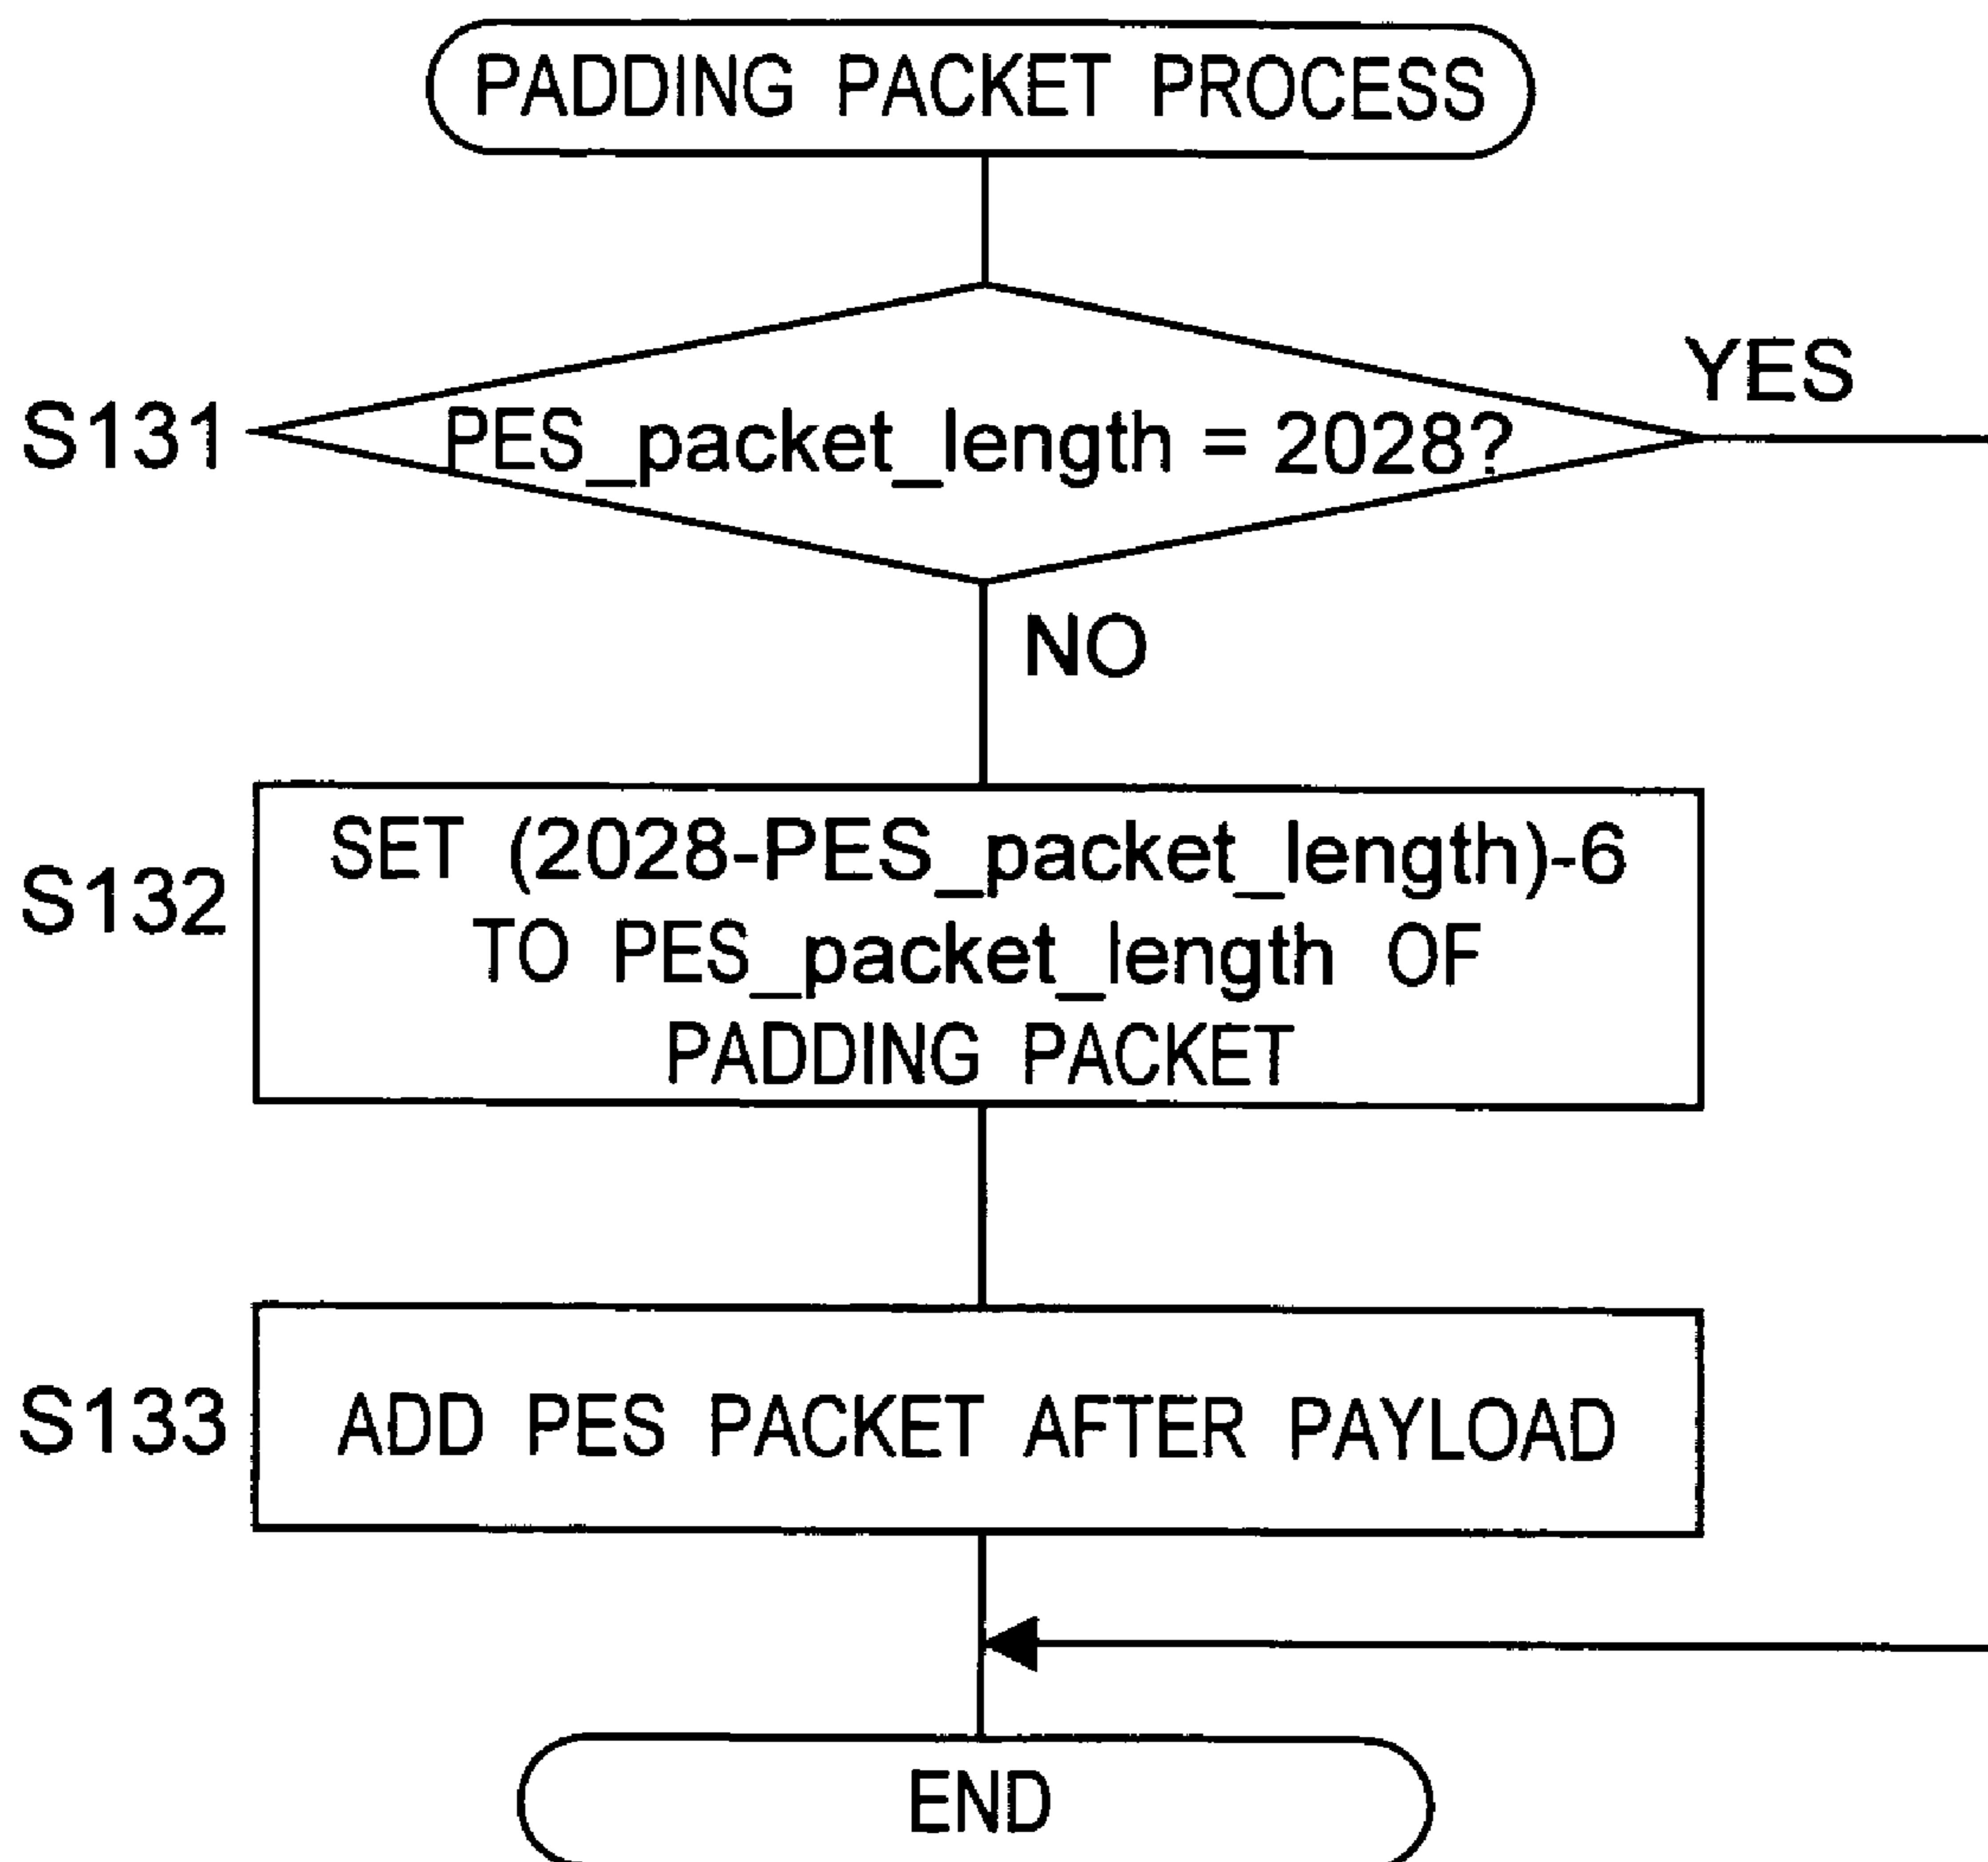 PADDING PACKET PROCESS
YES
S131
PES_packet_length = 2028?
NO
S132
SET (2028-PES_packet_length)-6
TO PES_packet_length OF
PADDING PACKET
S133
ADD PES PACKET AFTER PAYLOAD
END